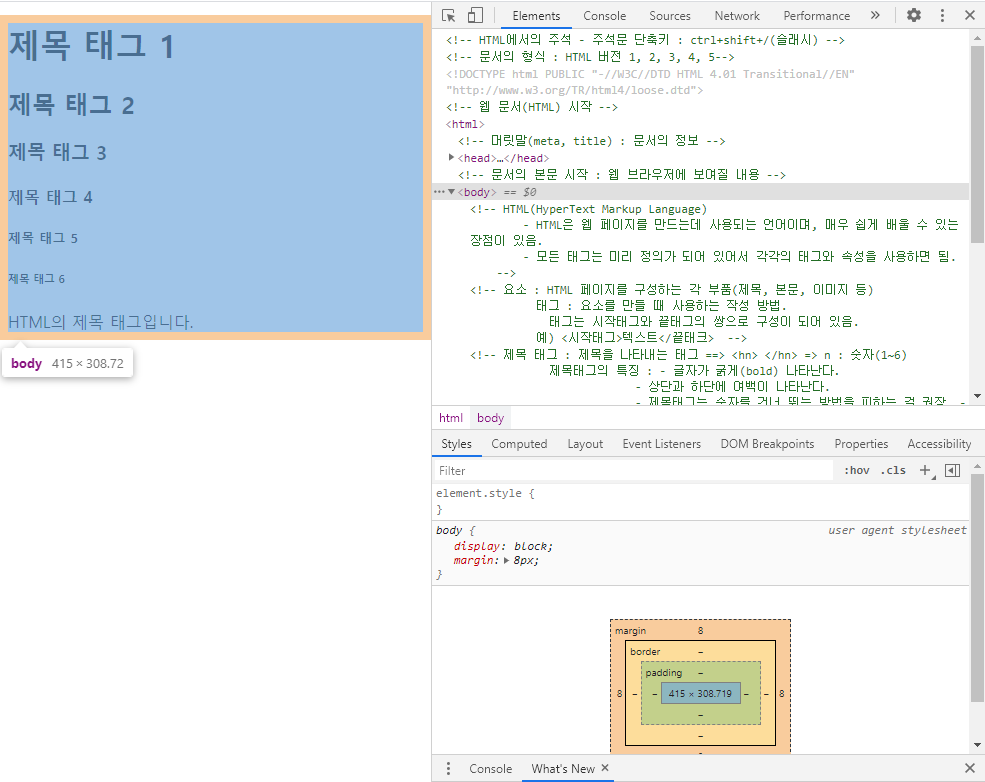 제목 태그 1
제목 태그 2
제목 태그 3
제목 태그 4
제목 태그 5
제목 태그 6
HTML의 제목 태그입니다.
body 415 × 308.72
Elements Console Sources Network Performance »
<!-- HTML에서의 주석 - 주석문 단축키 : ctrl+shift+/(슬래시) -->
<!-- 문서의 형식 : HTML 버전 1, 2, 3, 4, 5-->
<!DOCTYPE html PUBLIC "-//W3C//DTD HTML 4.01 Transitional//EN"
"http://www.w3.org/TR/html4/loose.dtd">
<!-- 웹 문서(HTML) 시작 -->
<html>
<!-- 머릿말(meta, title) : 문서의 정보 -->
<head>…</head>
<!-- 문서의 본문 시작 : 웹 브라우저에 보여질 내용 -->
<body> == $0
<!-- HTML(HyperText Markup Language)
- HTML은 웹 페이지를 만드는데 사용되는 언어이며, 매우 쉽게 배울 수 있는
장점이 있음.
- 모든 태그는 미리 정의가 되어 있어서 각각의 태그와 속성을 사용하면 됨.
-->
<!-- 요소 : HTML 페이지를 구성하는 각 부품(제목, 본문, 이미지 등)
태그 : 요소를 만들 때 사용하는 작성 방법.
태그는 시작태그와 끝태그의 쌍으로 구성이 되어 있음.
예) <시작태그>텍스트</끝태크> -->
<!-- 제목 태그 : 제목을 나타내는 태그 ==> <hn> </hn> => n : 숫자(1~6)
제목태그의 특징 : - 글자가 굵게(bold) 나타난다.
- 상단과 하단에 여백이 나타난다.
- 제목태그는 숫자를 건너 뛰는 방법을 피하는 걸 권장. -
html body
Styles Computed Layout Event Listeners DOM Breakpoints Properties Accessibility
Filter :hov .cls +
element.style {
}
body { user agent stylesheet
display: block;
margin: 8px;
}
margin 8
border –
padding –
8 – – 415 × 308.719 – – 8
–
–
Console What's New ×